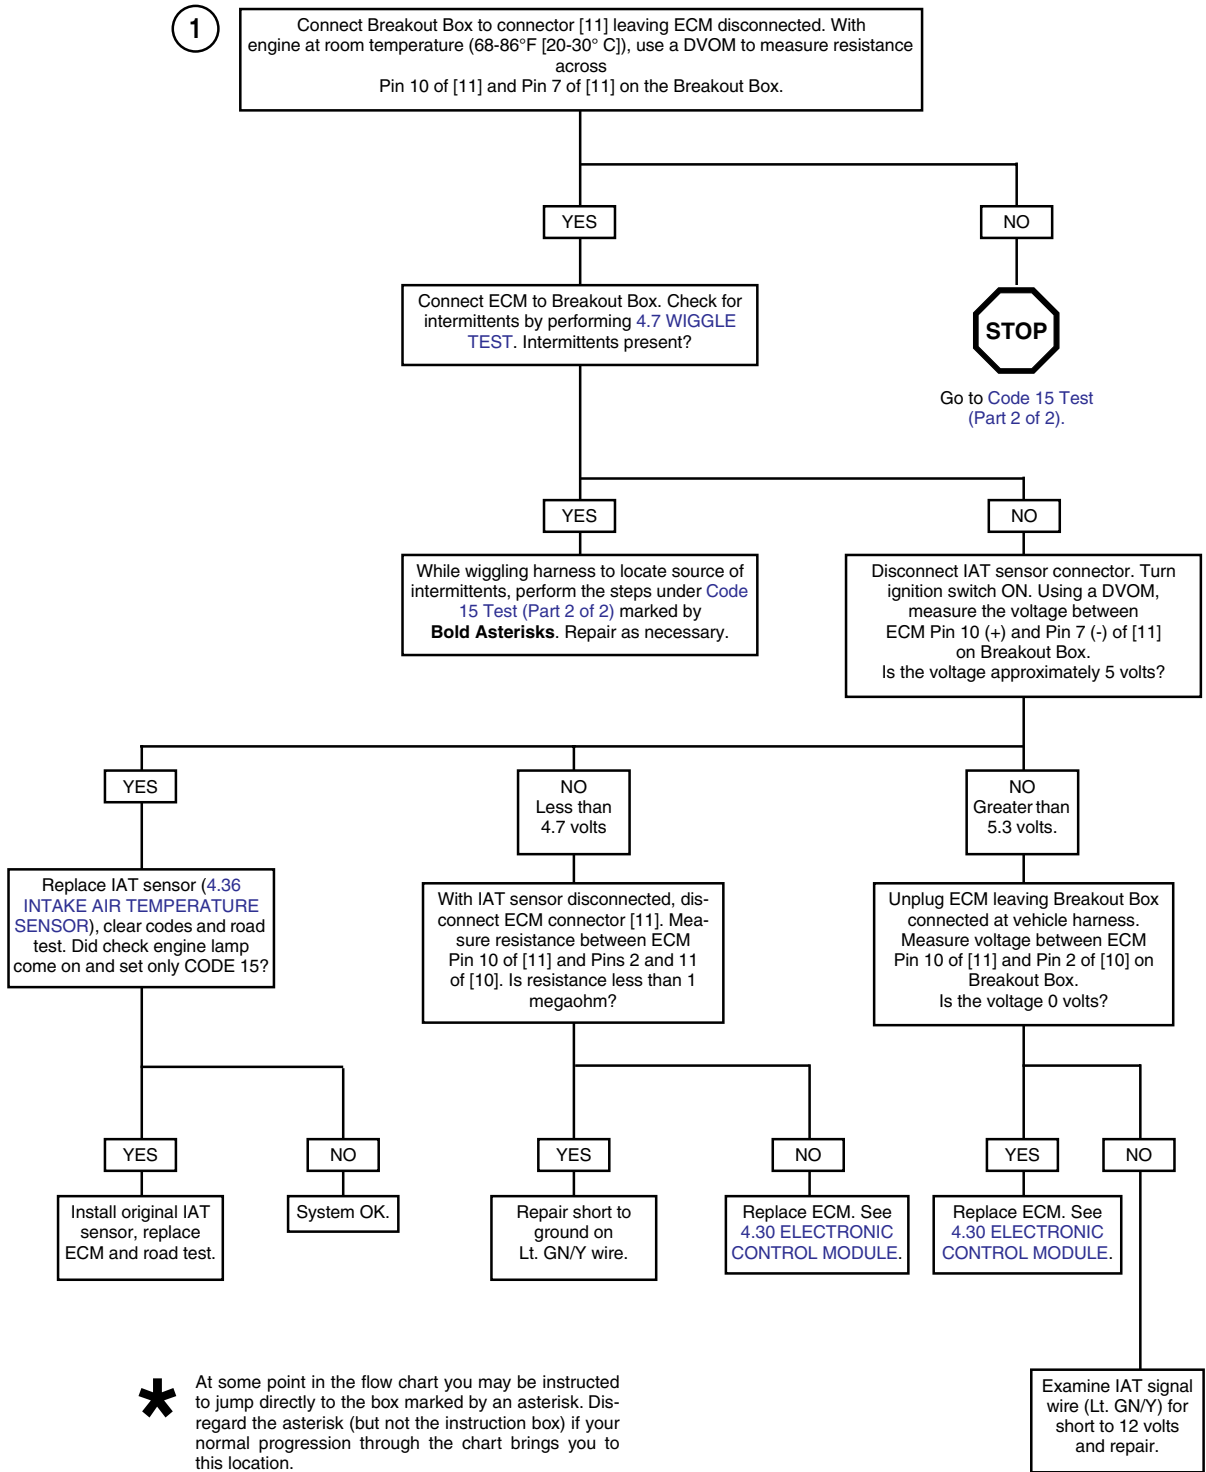 1
Connect Breakout Box to connector [11] leaving ECM disconnected. With
engine at room temperature (68-86°F [20-30° C]), use a DVOM to measure resistance
across
Pin 10 of [11] and Pin 7 of [11] on the Breakout Box.
YES
NO
Connect ECM to Breakout Box. Check for
intermittents by performing 4.7 WIGGLE
TEST. Intermittents present?
STOP
Go to Code 15 Test
(Part 2 of 2).
YES
NO
While wiggling harness to locate source of
intermittents, perform the steps under Code
15 Test (Part 2 of 2) marked by
Bold Asterisks. Repair as necessary.
Disconnect IAT sensor connector. Turn
ignition switch ON. Using a DVOM,
measure the voltage between
ECM Pin 10 (+) and Pin 7 (-) of [11]
on Breakout Box.
Is the voltage approximately 5 volts?
YES
NO
Less than
4.7 volts
NO
Greater than
5.3 volts.
Replace IAT sensor (4.36
INTAKE AIR TEMPERATURE
SENSOR), clear codes and road
test. Did check engine lamp
come on and set only CODE 15?
With IAT sensor disconnected, dis-
connect ECM connector [11]. Mea-
sure resistance between ECM
Pin 10 of [11] and Pins 2 and 11
of [10]. Is resistance less than 1
megaohm?
Unplug ECM leaving Breakout Box
connected at vehicle harness.
Measure voltage between ECM
Pin 10 of [11] and Pin 2 of [10] on
Breakout Box.
Is the voltage 0 volts?
YES
NO
YES
NO
YES
NO
Install original IAT
sensor, replace
ECM and road test.
System OK.
Repair short to
ground on
Lt. GN/Y wire.
Replace ECM. See
4.30 ELECTRONIC
CONTROL MODULE.
Replace ECM. See
4.30 ELECTRONIC
CONTROL MODULE.
Examine IAT signal
wire (Lt. GN/Y) for
short to 12 volts
and repair.
* At some point in the flow chart you may be instructed
to jump directly to the box marked by an asterisk. Dis-
regard the asterisk (but not the instruction box) if your
normal progression through the chart brings you to
this location.